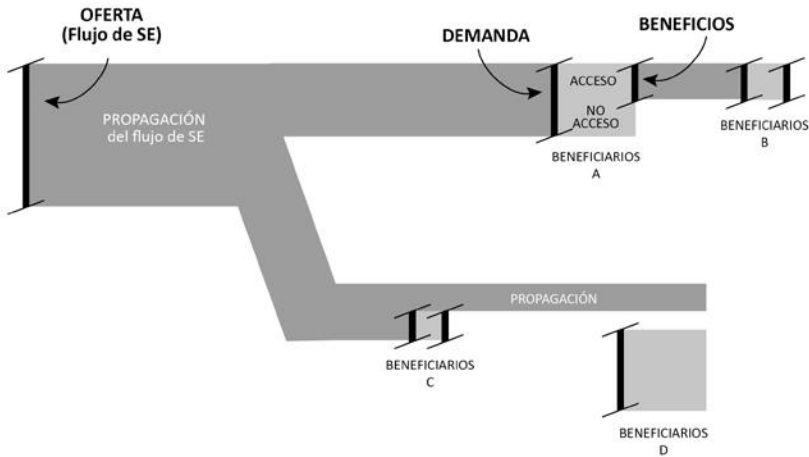 OFERTA
(Flujo de SE)
DEMANDA
BENEFICIOS
PROPAGACIÓN
del flujo de SE
ACCESO
NO
ACCESO
BENEFICIARIOS
A
BENEFICIARIOS
B
PROPAGACIÓN
BENEFICIARIOS
C
BENEFICIARIOS
D